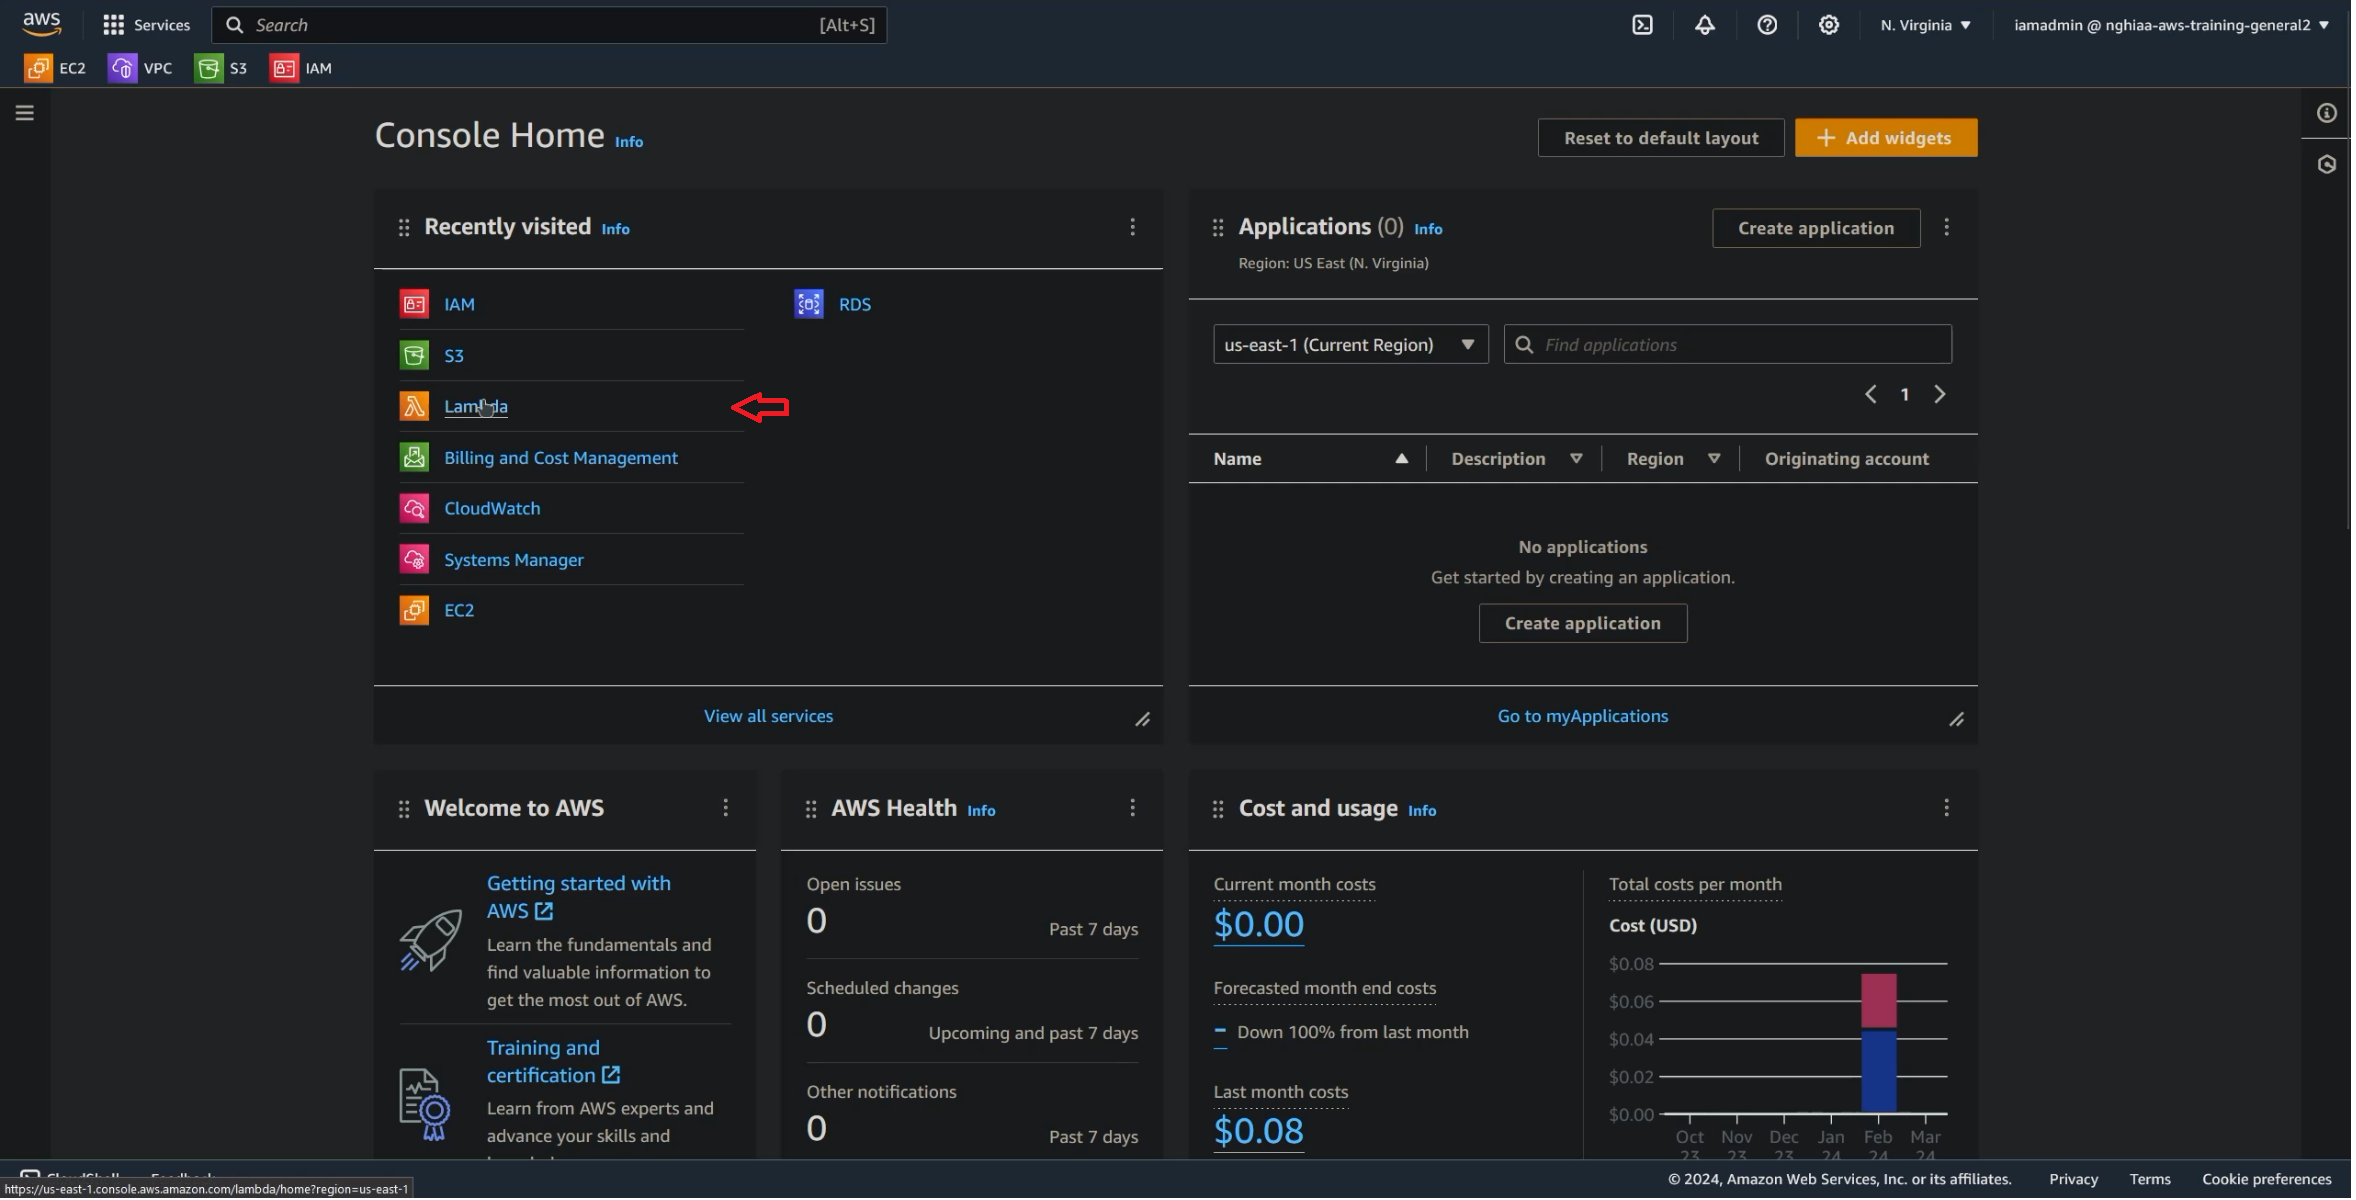 aws
Services
Search
[Alt+S]
N. Virginia
iamadmin @ nghiaa-aws-training-general2
EC2
VPC
S3
IAM
Console Home
Info
Reset to default layout
Add widgets
Recently visited
Info
IAM
S3
Lambda
Billing and Cost Management
CloudWatch
Systems Manager
EC2
RDS
View all services
Applications (0)
Info
Region: US East (N. Virginia)
Create application
us-east-1 (Current Region)
Find applications
1
Name
Description
Region
Originating account
No applications
Get started by creating an application.
Create application
Go to myApplications
Welcome to AWS
Getting started with
AWS
Learn the fundamentals and
find valuable information to
get the most out of AWS.
Training and
certification
Learn from AWS experts and
advance your skills and
AWS Health
Info
Open issues
0
Past 7 days
Scheduled changes
0
Upcoming and past 7 days
Other notifications
0
Past 7 days
Cost and usage
Info
Current month costs
$0.00
Forecasted month end costs
Down 100% from last month
Last month costs
$0.08
Total costs per month
Cost (USD)
$0.08
$0.06
$0.04
$0.02
$0.00
Oct Nov Dec Jan Feb Mar
23 23 23 24 24 24
https://us-east-1.console.aws.amazon.com/lambda/home?region=us-east-1
© 2024, Amazon Web Services, Inc. or its affiliates.
Privacy
Terms
Cookie preferences